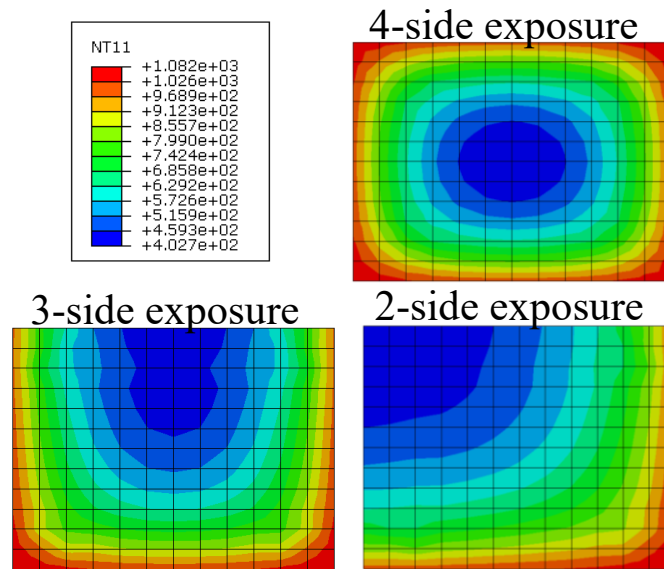 4-side exposure
NT11
+1.082e+03
+1.026e+03
+9.689e+02
+9.123e+02
+8.557e+02
+7.990e+02
+7.424e+02
+6.858e+02
+6.292e+02
+5.726e+02
+5.159e+02
+4.593e+02
+4.027e+02
3-side exposure
2-side exposure